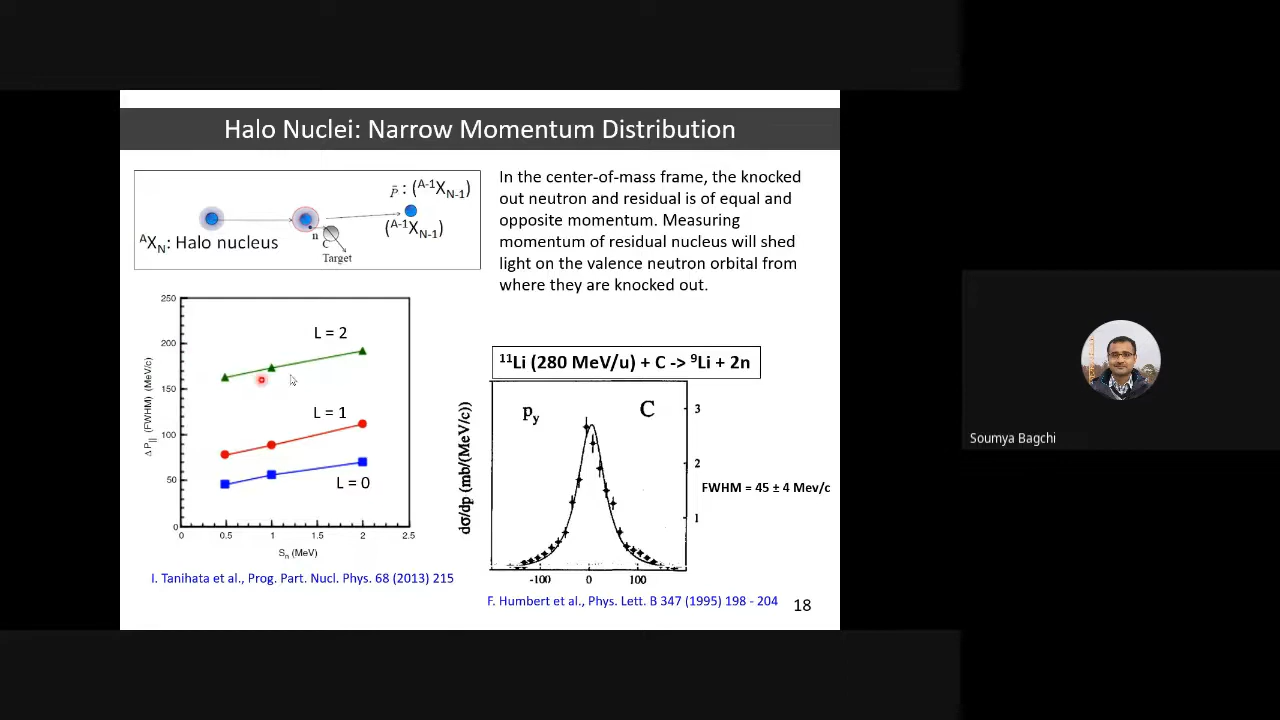 Halo Nuclei: Narrow Momentum Distribution
P⃗ : (ᴬ⁻¹X_N-1)
(ᴬ⁻¹X_N-1)
ᴬX_N: Halo nucleus
n
C
Target
In the center-of-mass frame, the knocked
out neutron and residual is of equal and
opposite momentum. Measuring
momentum of residual nucleus will shed
light on the valence neutron orbital from
where they are knocked out.
250
200
150
100
50
0
Δ P|| (FWHM) (MeV/c)
L = 2
L = 1
L = 0
0 0.5 1 1.5 2 2.5
Sₙ (MeV)
I. Tanihata et al., Prog. Part. Nucl. Phys. 68 (2013) 215
¹¹Li (280 MeV/u) + C -> ⁹Li + 2n
p_y
C
3
2
1
dσ/dp (mb/(MeV/c))
-100 0 100
FWHM = 45 ± 4 Mev/c
F. Humbert et al., Phys. Lett. B 347 (1995) 198 - 204
18
Soumya Bagchi